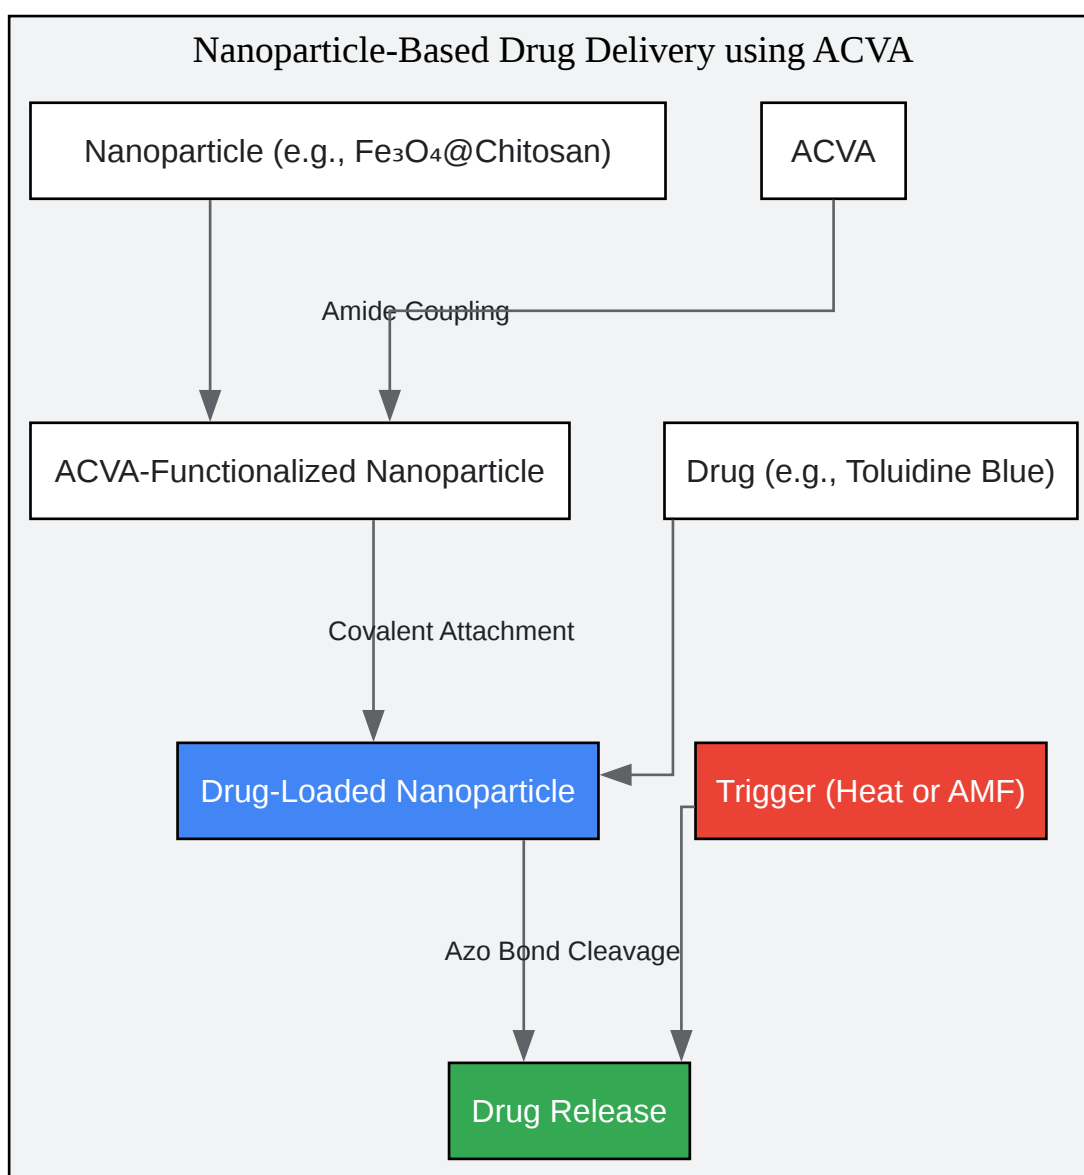 Nanoparticle-Based Drug Delivery using ACVA
Nanoparticle (e.g., Fe₃O₄@Chitosan)
ACVA
Amide Coupling
ACVA-Functionalized Nanoparticle
Drug (e.g., Toluidine Blue)
Covalent Attachment
Drug-Loaded Nanoparticle
Trigger (Heat or AMF)
Azo Bond Cleavage
Drug Release